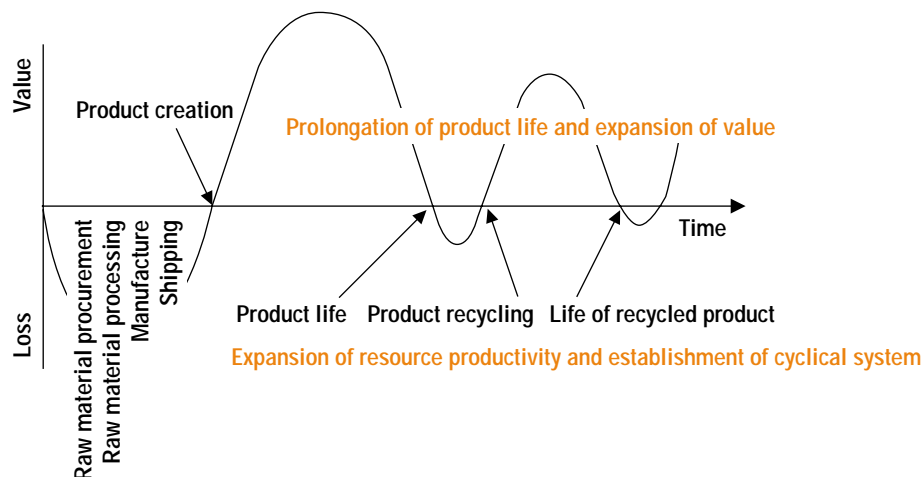 Value
Product creation
Prolongation of product life and expansion of value
Time
Loss
Raw material procurement
Raw material processing
Manufacture
Shipping
Product life
Product recycling
Life of recycled product
Expansion of resource productivity and establishment of cyclical system